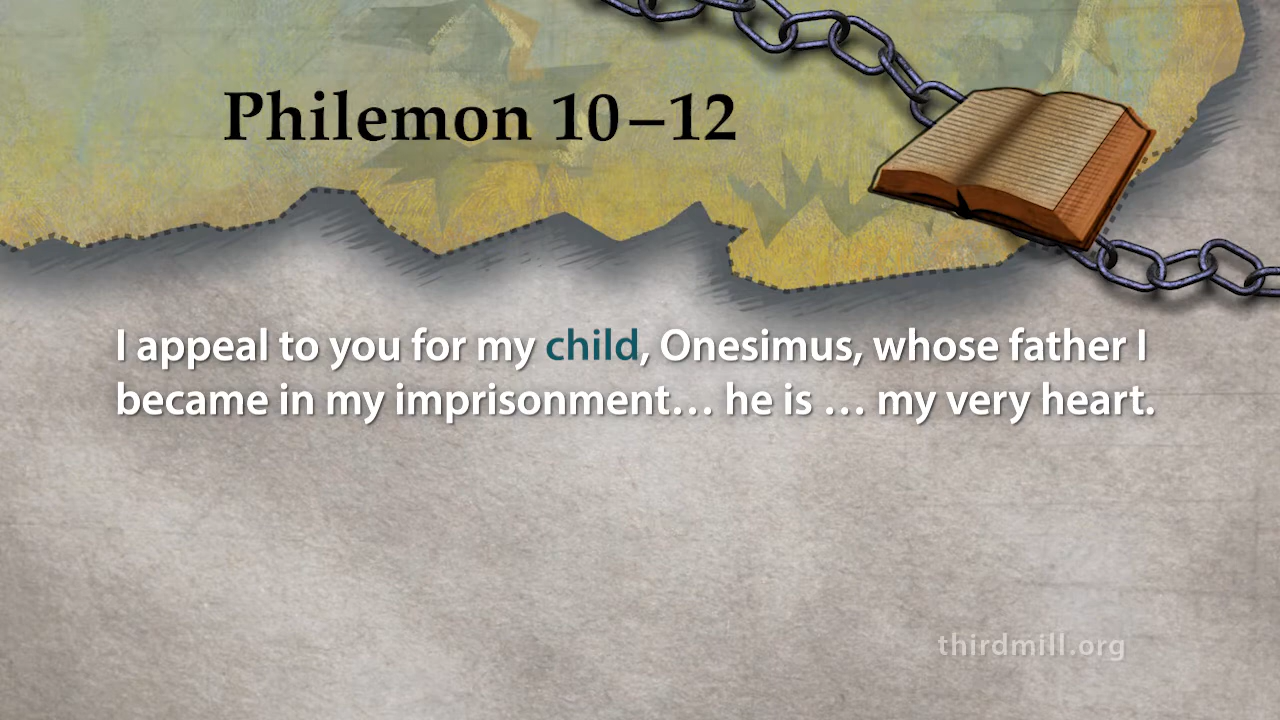 Philemon 10–12
I appeal to you for my child, Onesimus, whose father I
became in my imprisonment… he is … my very heart.
thirdmill.org